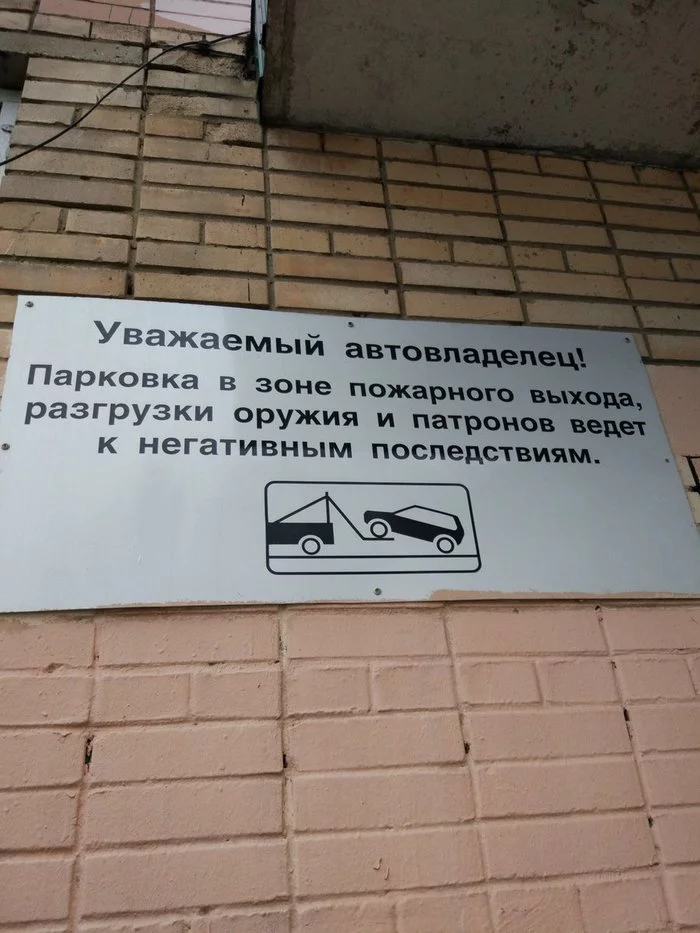 Уважаемый автовладелец!
Парковка в зоне пожарного выхода,
разгрузки оружия и патронов ведет
к негативным последствиям.